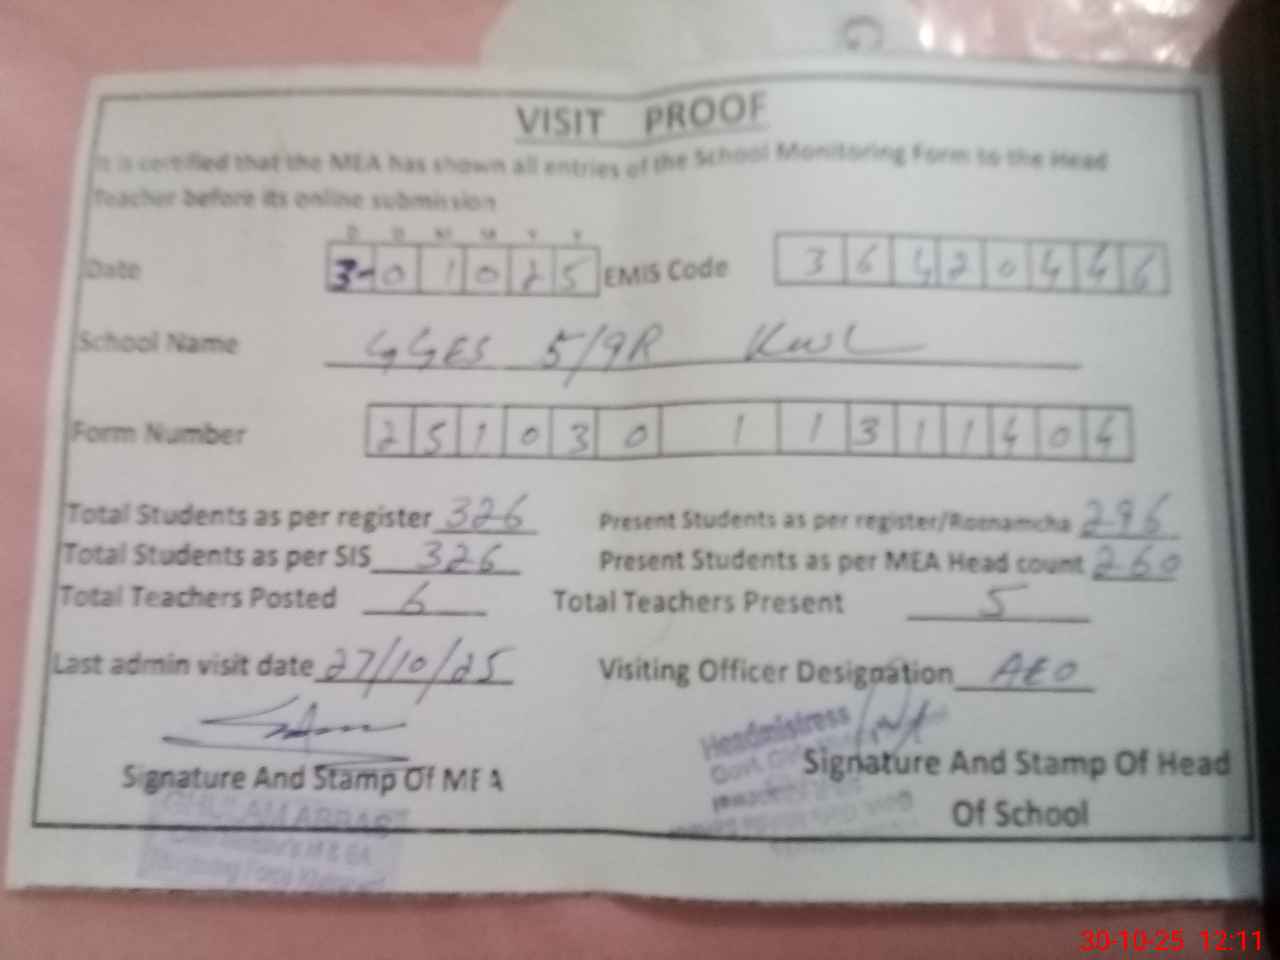 VISIT PROOF
It is certified that the MEA has shown all entries of the School Monitoring Form to the Head
Teacher before its online submission
D D M M Y Y
Date 3 0 1 0 2 5 EMIS Code 3 6 4 2 0 4 4 6
School Name GGES 5/9R KWL
Form Number 2 5 1 0 3 0 1 1 3 1 1 4 0 4
Total Students as per register 326 Present Students as per register/Roznamcha 296
Total Students as per SIS 326 Present Students as per MEA Head count 260
Total Teachers Posted 6 Total Teachers Present 5
Last admin visit date 27/10/25 Visiting Officer Designation AEO
Headmistress
Govt.
Signature And Stamp Of MEA Signature And Stamp Of Head
Of School
GHULAM ABBAS
30-10-25 12:11